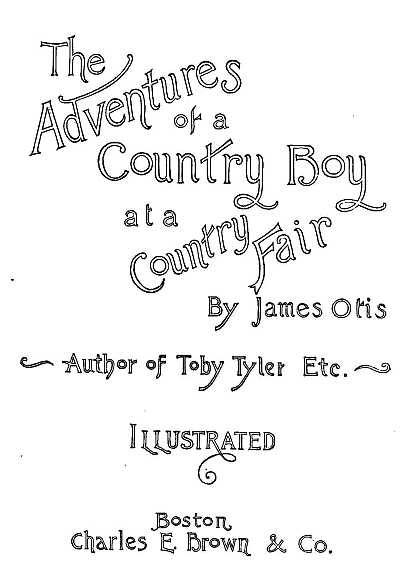 The
Adventures
of a
Country Boy
at a
Country Fair
By James Otis
Author of Toby Tyler Etc.
Illustrated
Boston
Charles E. Brown & Co.